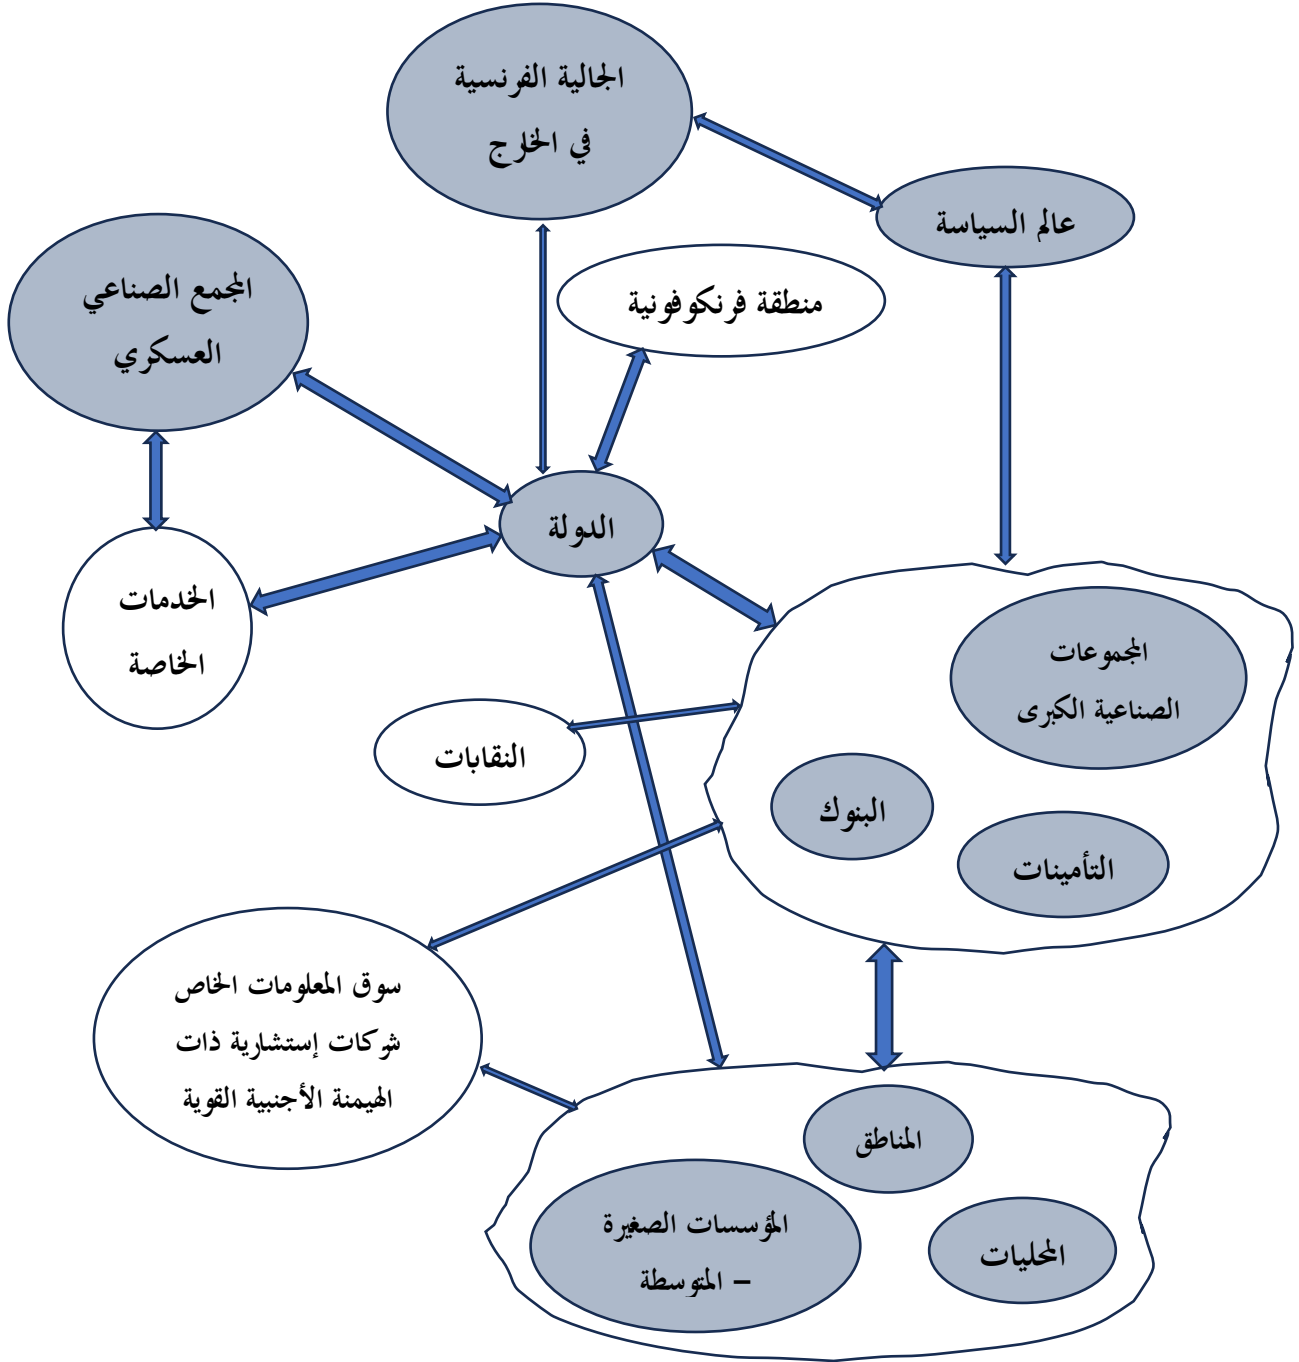 الجالية الفرنسية
في الخارج
عالم السياسة
منطقة فرنكوفونية
المجمع الصناعي
العسكري
الدولة
الخدمات
الخاصة
المجموعات
الصناعية الكبرى
النقابات
البنوك
التأمينات
سوق المعلومات الخاص
شركات إستشارية ذات
الهيمنة الأجنبية القوية
المناطق
المؤسسات الصغيرة
– المتوسطة
المحليات